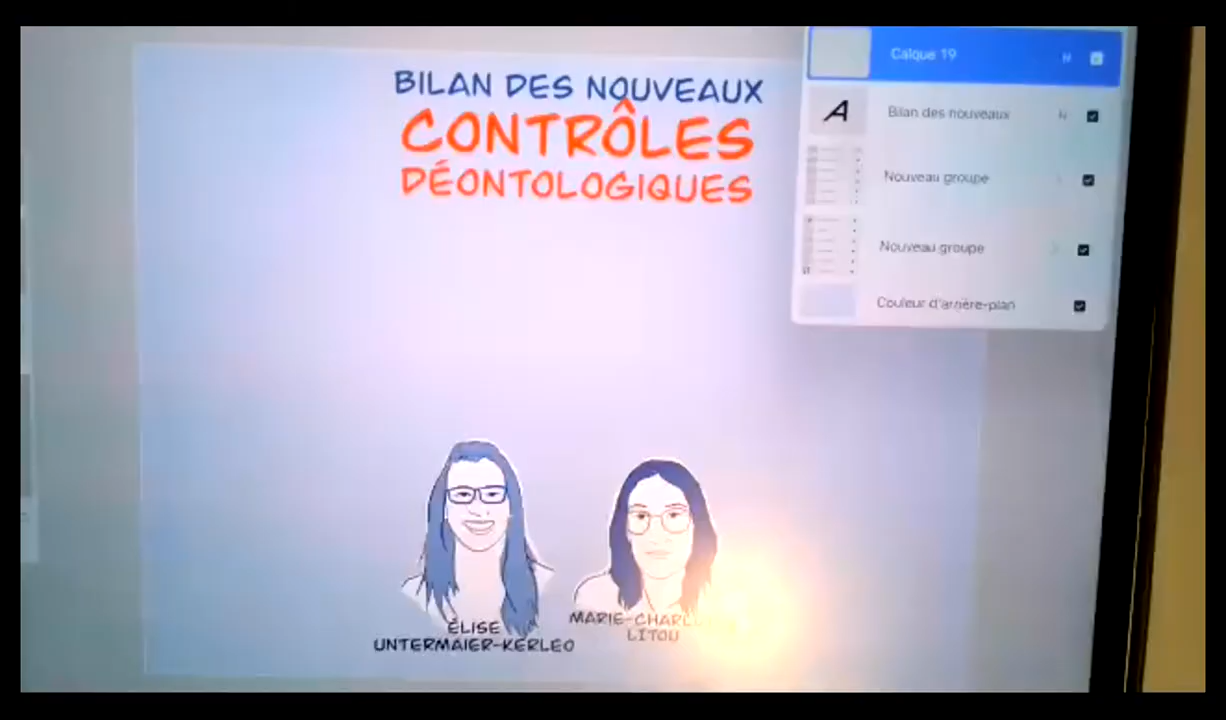 BILAN DES NOUVEAUX
CONTRÔLES
DÉONTOLOGIQUES
Calque 19
N
Bilan des nouveaux
N
A
Nouveau groupe
Nouveau groupe
Couleur d'arrière-plan
ÉLISE
UNTERMAIER-KERLEO
LITOU